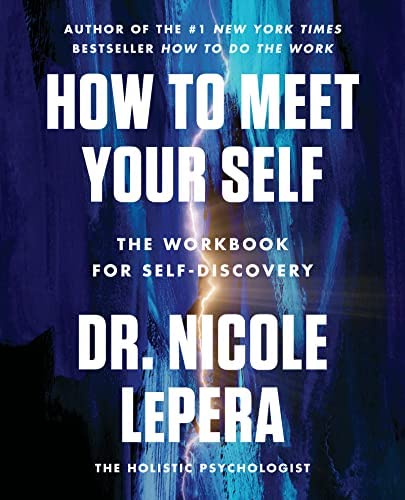 AUTHOR OF THE #1 NEW YORK TIMES
BESTSELLER HOW TO DO THE WORK
HOW TO MEET
YOUR SELF
THE WORKBOOK
FOR SELF-DISCOVERY
DR. NICOLE
LePERA
THE HOLISTIC PSYCHOLOGIST